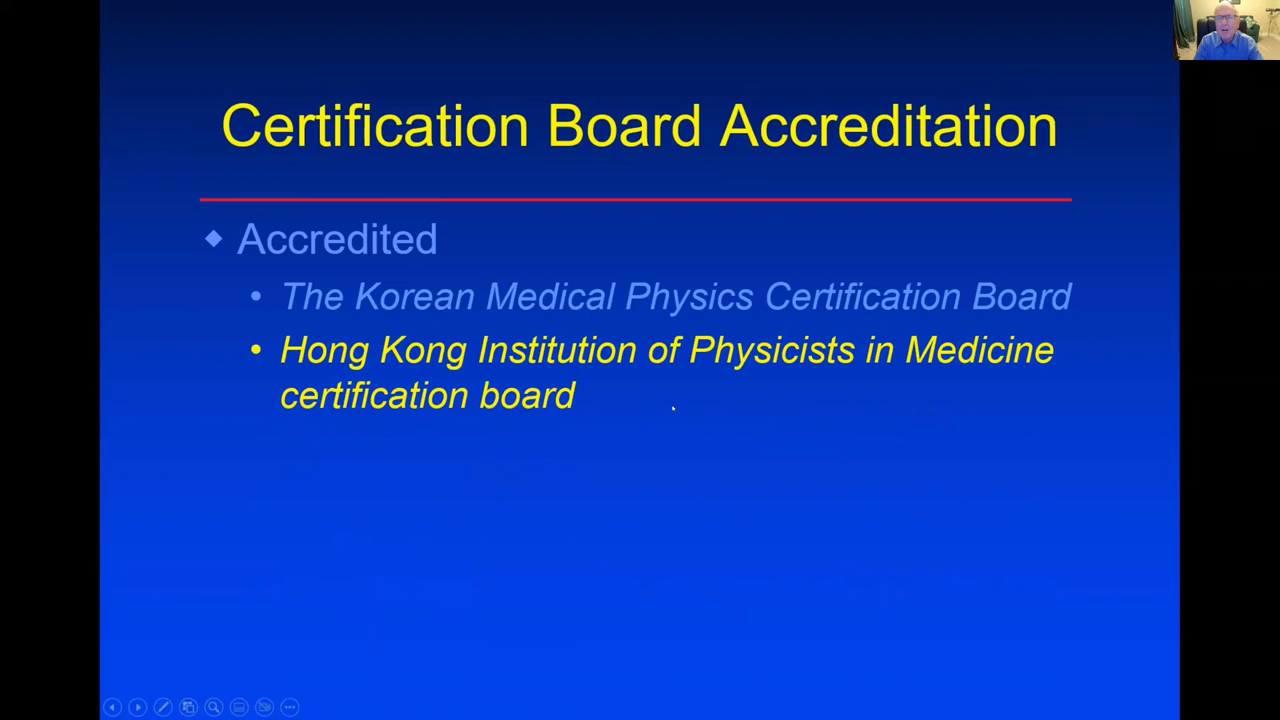 Certification Board Accreditation
◆ Accredited
• The Korean Medical Physics Certification Board
• Hong Kong Institution of Physicists in Medicine
certification board